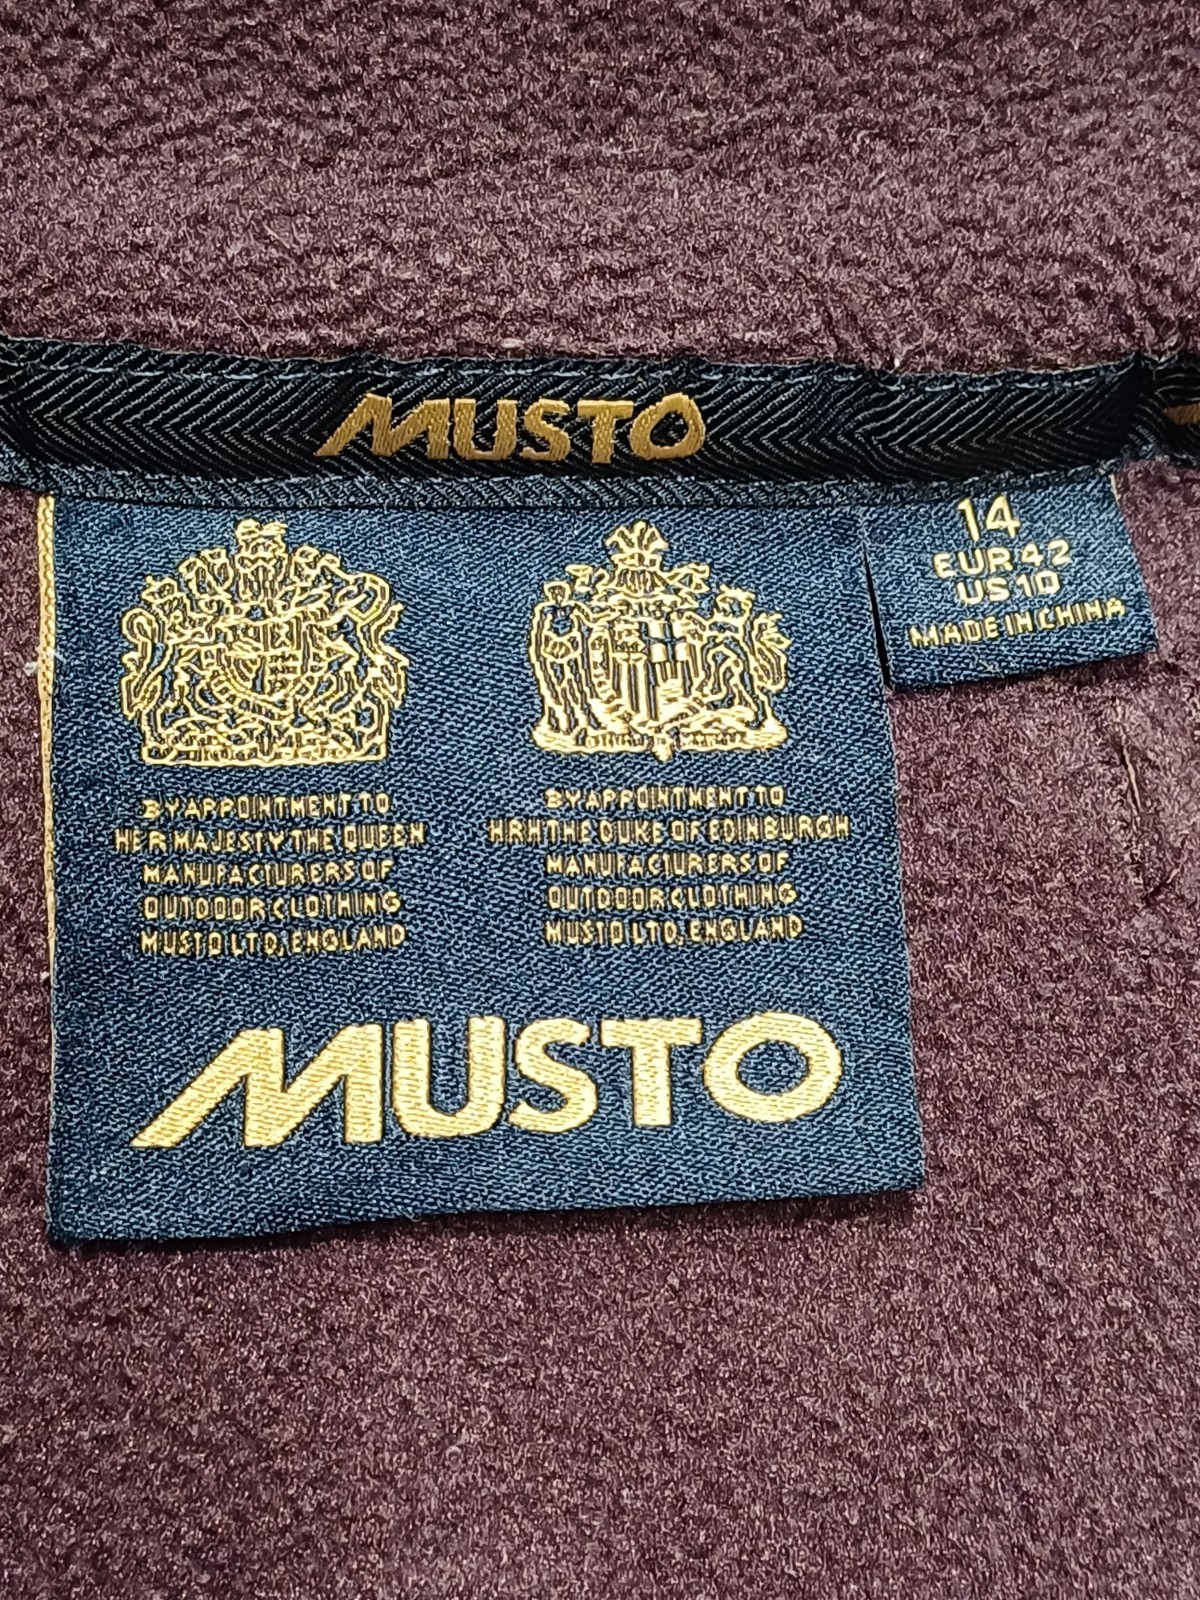 MUSTO
14
EUR 42
US 10
MADE IN CHINA
BY APPOINTMENT TO
HER MAJESTY THE QUEEN
MANUFACTURERS OF
OUTDOOR CLOTHING
MUSTO LTD, ENGLAND
BY APPOINTMENT TO
HRH THE DUKE OF EDINBURGH
MANUFACTURERS OF
OUTDOOR CLOTHING
MUSTO LTD, ENGLAND
MUSTO